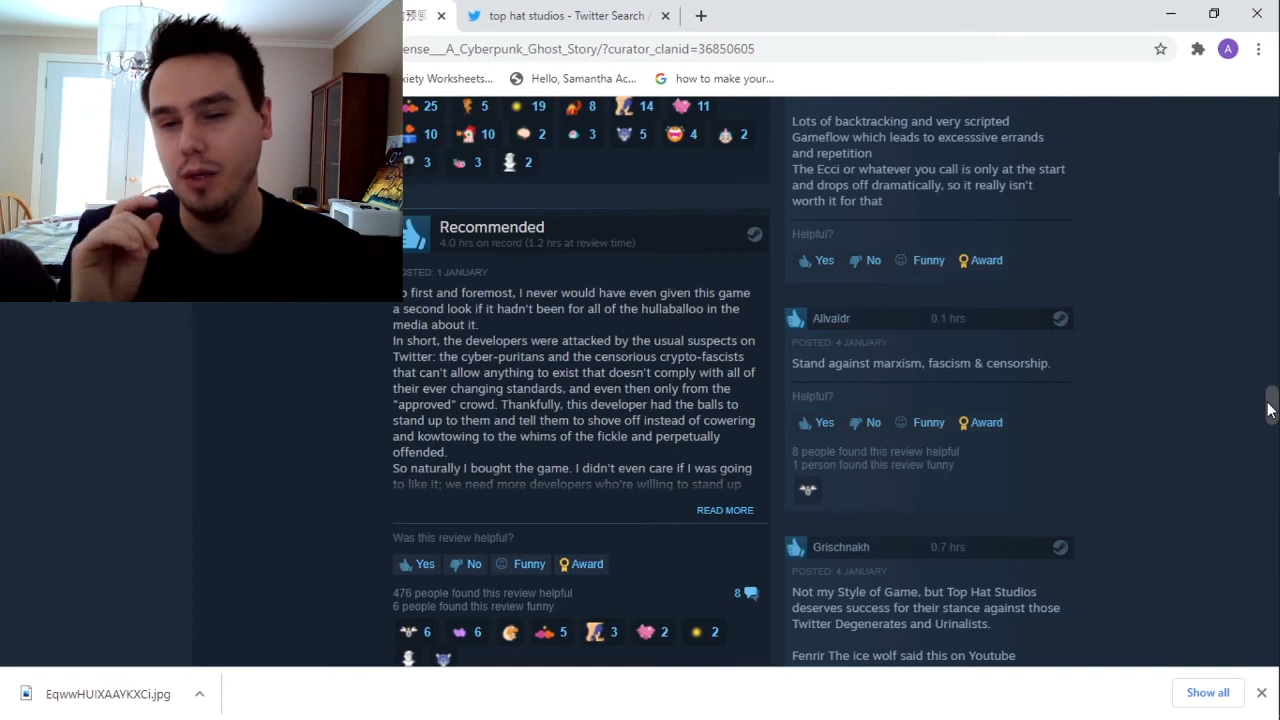 top hat studios - Twitter Search /
ense___A_Cyberpunk_Ghost_Story/?curator_clanid=36850605
A
xiety Worksheets...
Hello, Samantha Ac...
how to make your...
25 5 19 8 14 11
10 10 2 3 5 4 2
3 3 2
Recommended
4.0 hrs on record (1.2 hrs at review time)
OSTED: 1 JANUARY
o first and foremost, I never would have even given this game
a second look if it hadn't been for all of the hullaballoo in the
media about it.
In short, the developers were attacked by the usual suspects on
Twitter: the cyber-puritans and the censorious crypto-fascists
that can't allow anything to exist that doesn't comply with all of
their ever changing standards, and even then only from the
"approved" crowd. Thankfully, this developer had the balls to
stand up to them and tell them to shove off instead of cowering
and kowtowing to the whims of the fickle and perpetually
offended.
So naturally I bought the game. I didn't even care if I was going
to like it; we need more developers who're willing to stand up
READ MORE
Was this review helpful?
Yes No Funny Award
476 people found this review helpful
6 people found this review funny
8
6 6 5 3 2 2
Lots of backtracking and very scripted
Gameflow which leads to excesssive errands
and repetition
The Ecci or whatever you call is only at the start
and drops off dramatically, so it really isn't
worth it for that
Helpful?
Yes No Funny Award
Allvaldr 0.1 hrs
POSTED: 4 JANUARY
Stand against marxism, fascism & censorship.
Helpful?
Yes No Funny Award
8 people found this review helpful
1 person found this review funny
Grischnakh 0.7 hrs
POSTED: 4 JANUARY
Not my Style of Game, but Top Hat Studios
deserves success for their stance against those
Twitter Degenerates and Urinalists.
Fenrir The ice wolf said this on Youtube
EqwwHUIXAAYKXCi.jpg
Show all